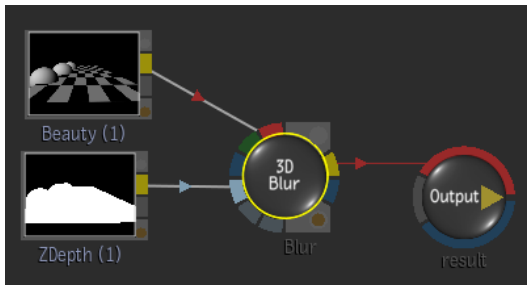 Beauty (1)
3D
Blur
Blur
ZDepth (1)
Output
result